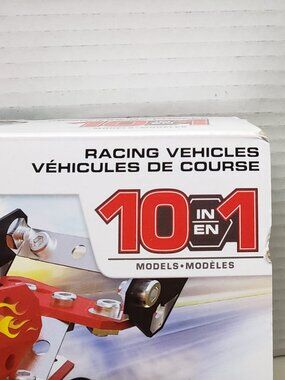 RACING VEHICLES
VÉHICULES DE COURSE
10 IN EN 1
MODELS•MODÈLES